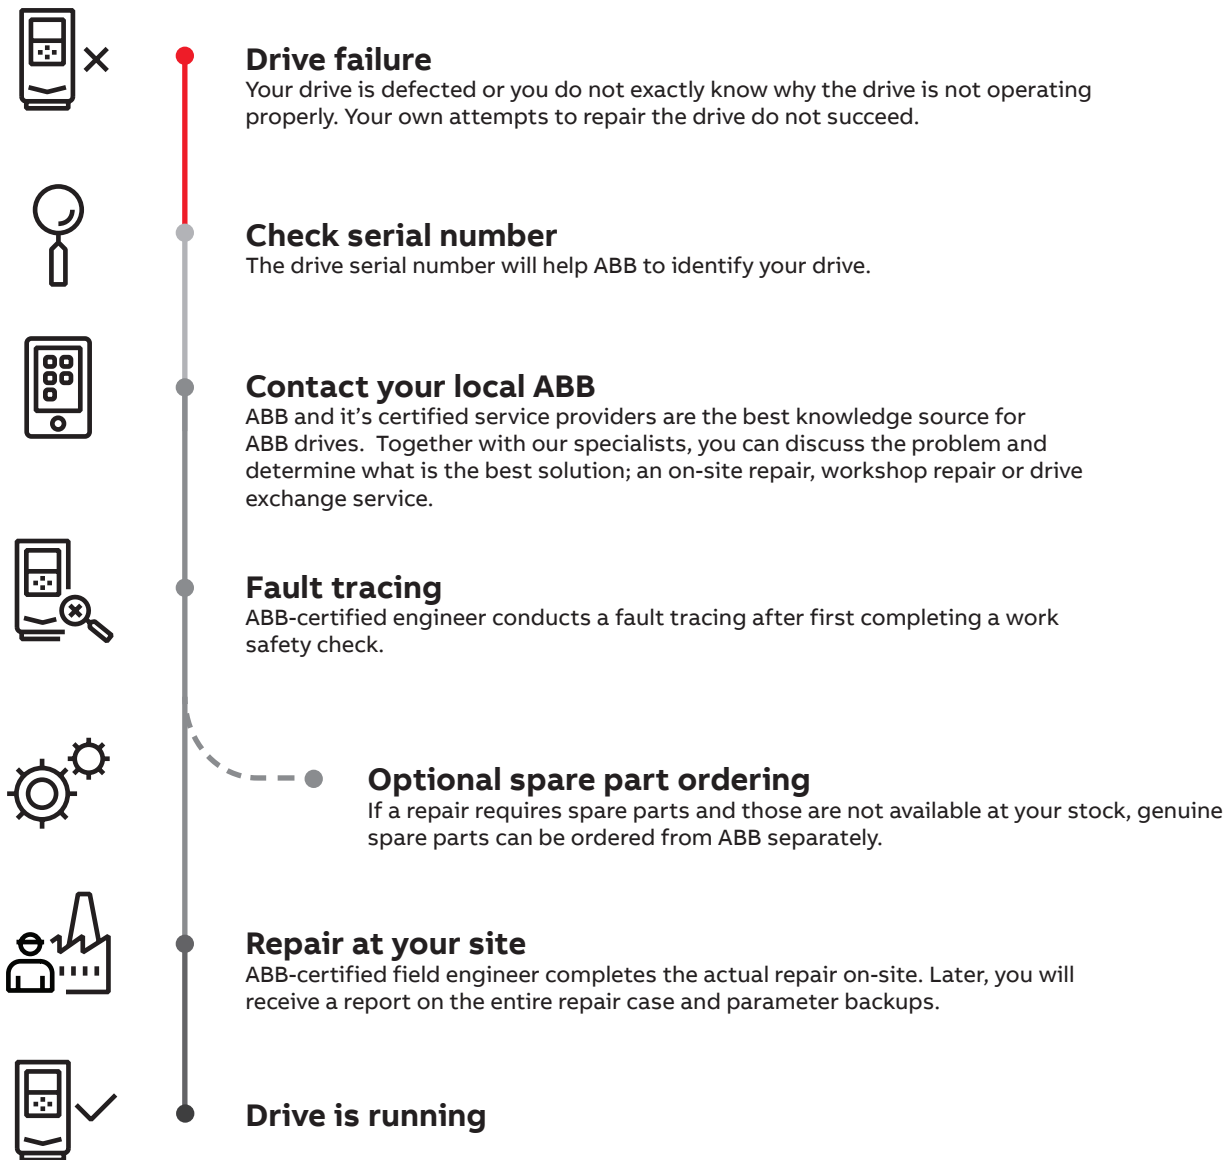 Drive failure
Your drive is defected or you do not exactly know why the drive is not operating
properly. Your own attempts to repair the drive do not succeed.
Check serial number
The drive serial number will help ABB to identify your drive.
Contact your local ABB
ABB and it’s certified service providers are the best knowledge source for
ABB drives.  Together with our specialists, you can discuss the problem and
determine what is the best solution; an on-site repair, workshop repair or drive
exchange service.
Fault tracing
ABB-certified engineer conducts a fault tracing after first completing a work
safety check.
Optional spare part ordering
If a repair requires spare parts and those are not available at your stock, genuine
spare parts can be ordered from ABB separately.
Repair at your site
ABB-certified field engineer completes the actual repair on-site. Later, you will
receive a report on the entire repair case and parameter backups.
Drive is running